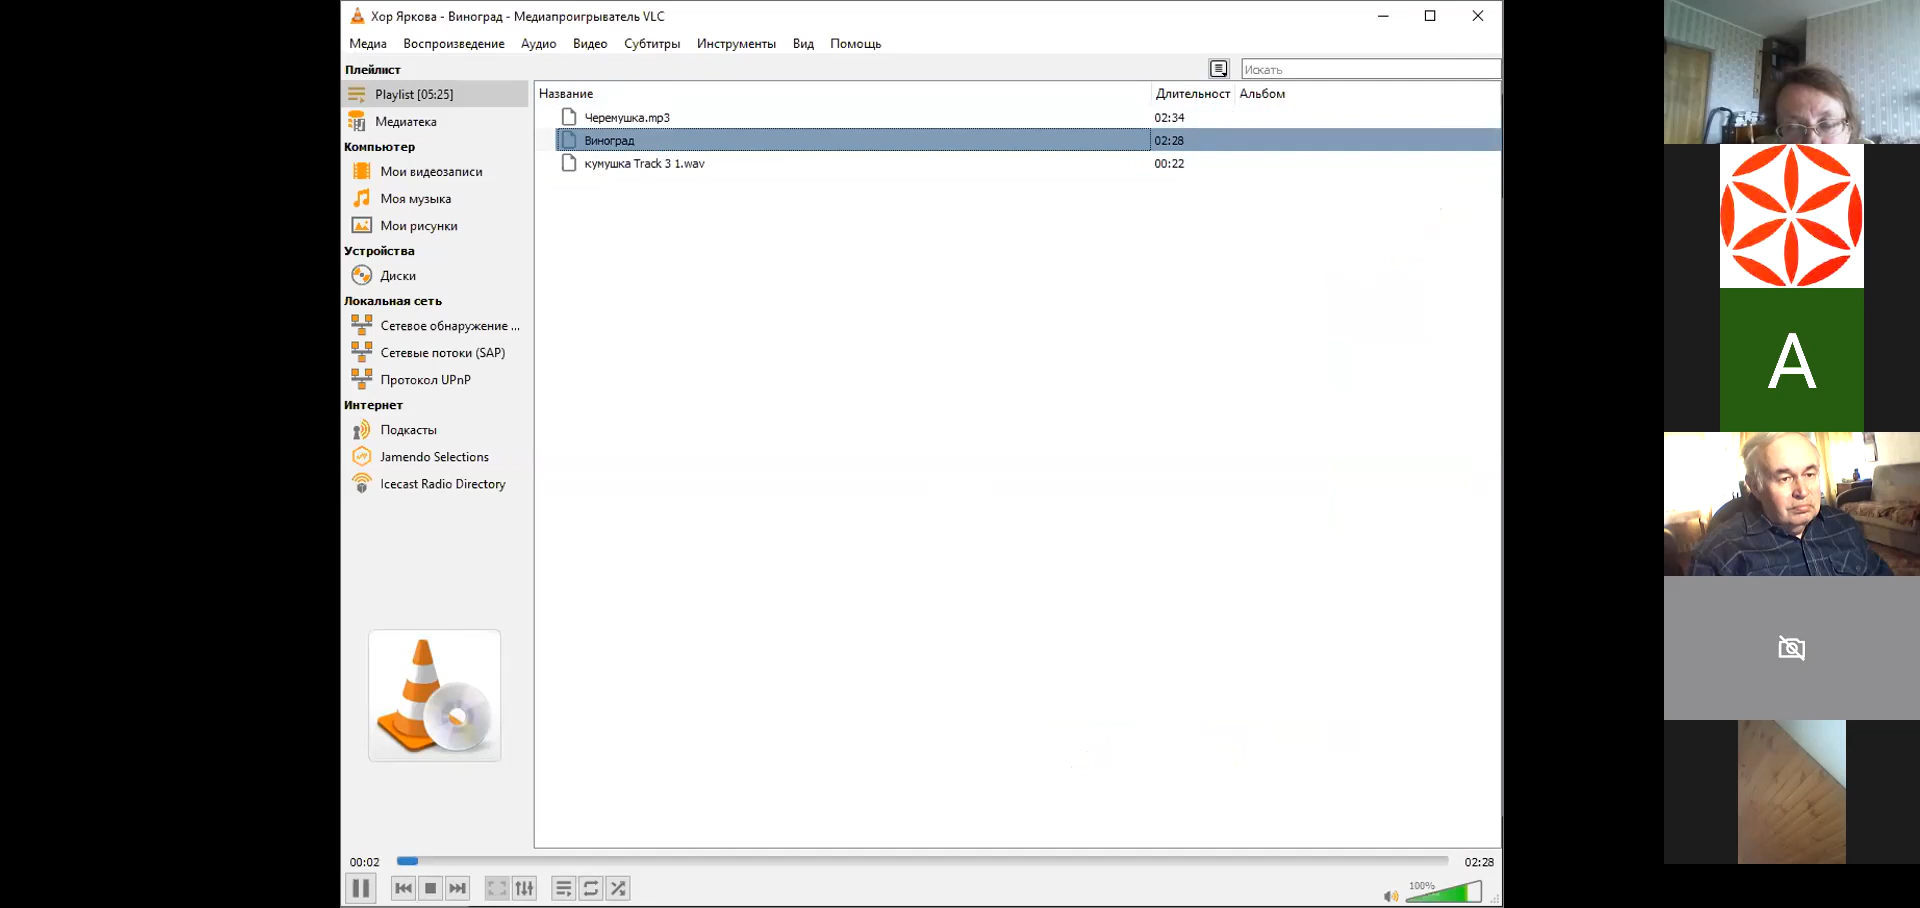 Хор Яркова - Виноград - Медиапроигрыватель VLC
Медиа Воспроизведение Аудио Видео Субтитры Инструменты Вид Помощь
Плейлист
Искать
Playlist [05:25]
Медиатека
Компьютер
Мои видеозаписи
Моя музыка
Мои рисунки
Устройства
Диски
Локальная сеть
Сетевое обнаружение ...
Сетевые потоки (SAP)
Протокол UPnP
Интернет
Подкасты
Jamendo Selections
Icecast Radio Directory
Название Длительност Альбом
Черемушка.mp3 02:34
Виноград 02:28
кумушка Track 3 1.wav 00:22
00:02 02:28
100%
A